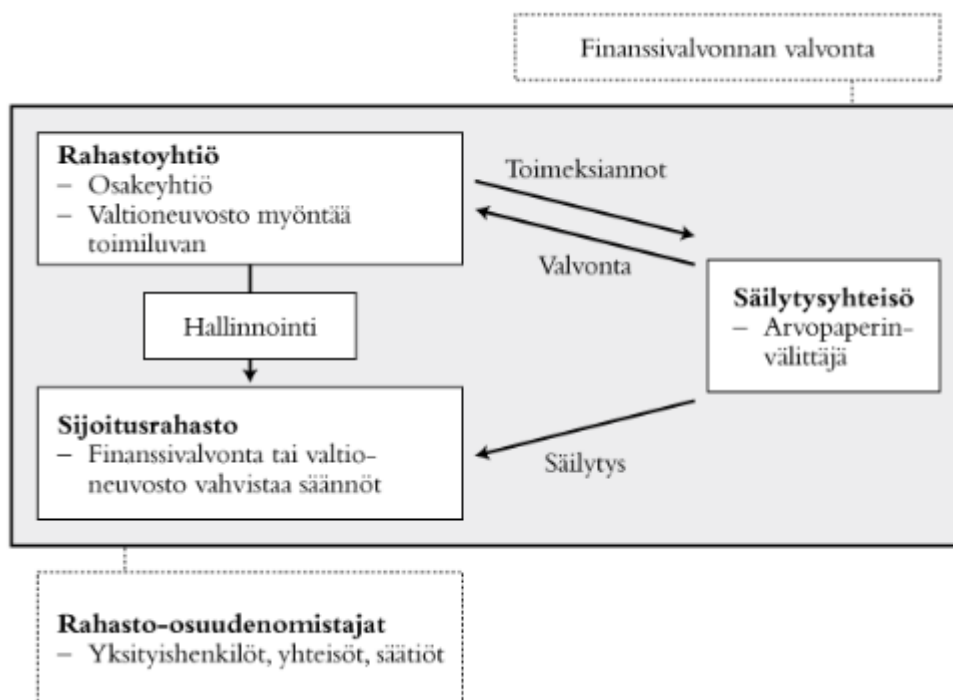 Finanssivalvonnan valvonta
Rahastoyhtiö
– Osakeyhtiö
– Valtioneuvosto myöntää
toimiluvan
Toimeksiannot
Valvonta
Hallinnointi
Säilytysyhteisö
– Arvopaperin-
välittäjä
Sijoitusrahasto
– Finanssivalvonta tai valtio-
neuvosto vahvistaa säännöt
Säilytys
Rahasto-osuudenomistajat
– Yksityishenkilöt, yhteisöt, säätiöt